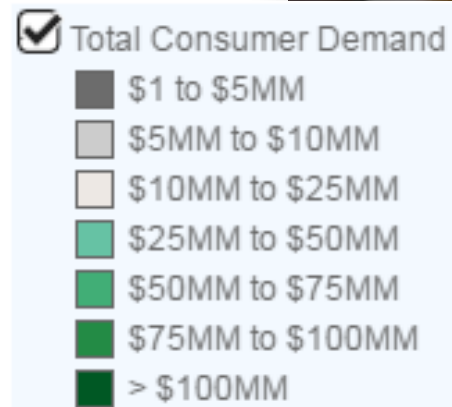 Total Consumer Demand
$1 to $5MM
$5MM to $10MM
$10MM to $25MM
$25MM to $50MM
$50MM to $75MM
$75MM to $100MM
> $100MM